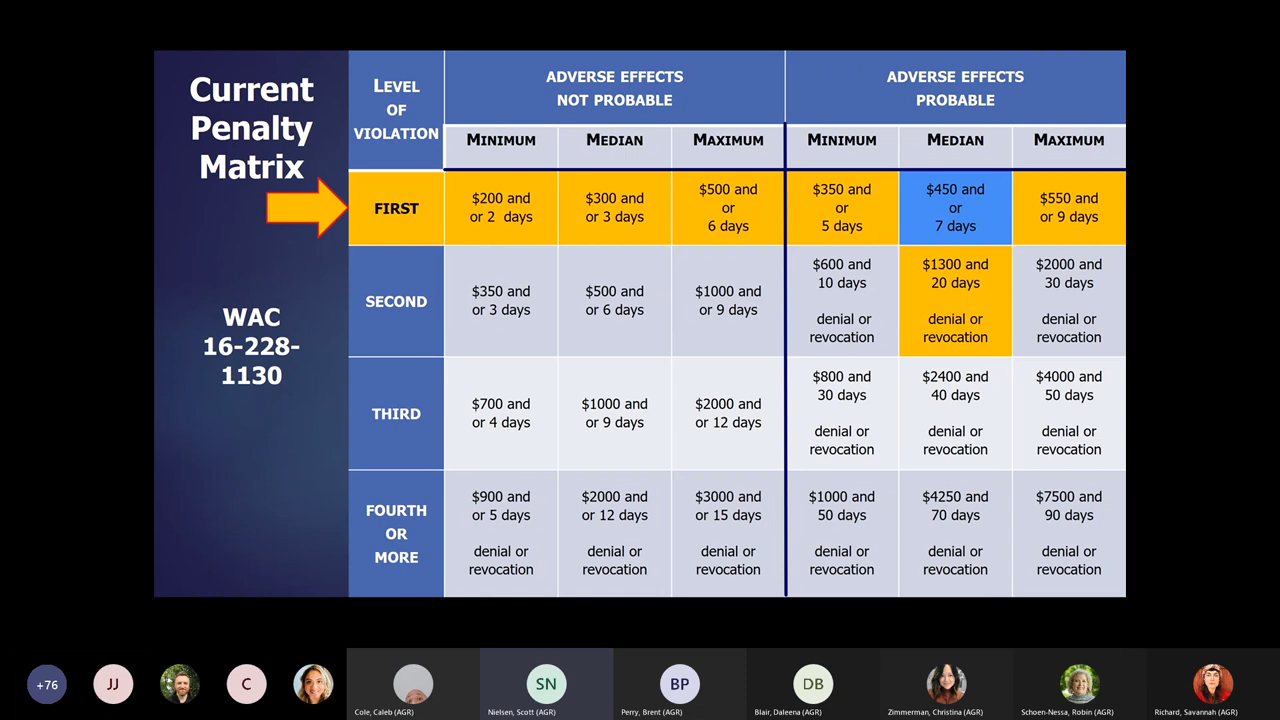 Current
Penalty
Matrix
WAC
16-228-
1130
LEVEL
OF
VIOLATION
ADVERSE EFFECTS
NOT PROBABLE
ADVERSE EFFECTS
PROBABLE
MINIMUM
MEDIAN
MAXIMUM
MINIMUM
MEDIAN
MAXIMUM
FIRST
$200 and
or 2 days
$300 and
or 3 days
$500 and
or
6 days
$350 and
or
5 days
$450 and
or
7 days
$550 and
or 9 days
SECOND
$350 and
or 3 days
$500 and
or 6 days
$1000 and
or 9 days
$600 and
10 days
denial or
revocation
$1300 and
20 days
denial or
revocation
$2000 and
30 days
denial or
revocation
THIRD
$700 and
or 4 days
$1000 and
or 9 days
$2000 and
or 12 days
$800 and
30 days
denial or
revocation
$2400 and
40 days
denial or
revocation
$4000 and
50 days
denial or
revocation
FOURTH
OR
MORE
$900 and
or 5 days
denial or
revocation
$2000 and
or 12 days
denial or
revocation
$3000 and
or 15 days
denial or
revocation
$1000 and
50 days
denial or
revocation
$4250 and
70 days
denial or
revocation
$7500 and
90 days
denial or
revocation
+76
JJ
C
Cole, Caleb (AGR)
SN
Nielsen, Scott (AGR)
BP
Perry, Brent (AGR)
DB
Blair, Daleena (AGR)
Zimmerman, Christina (AGR)
Schoen-Nessa, Robin (AGR)
Richard, Savannah (AGR)